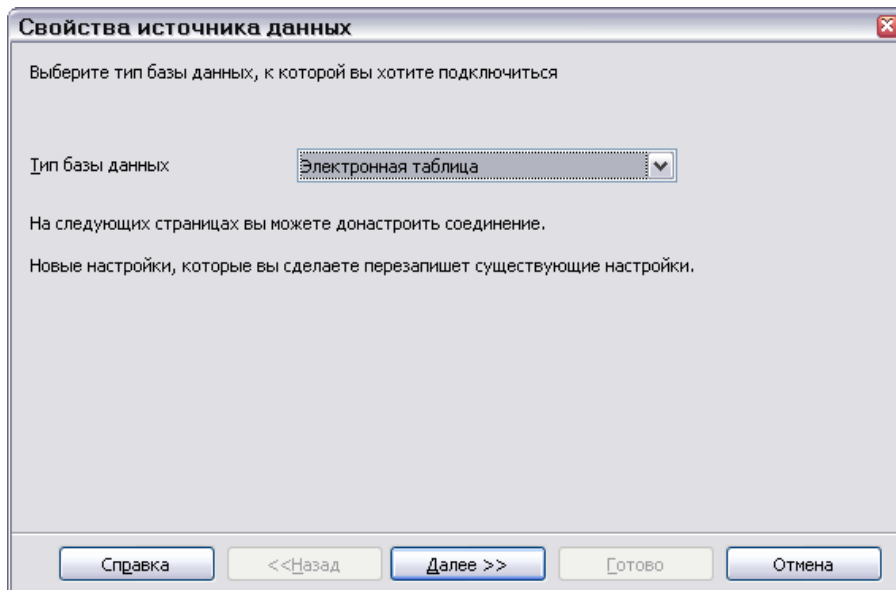 Свойства источника данных
Выберите тип базы данных, к которой вы хотите подключиться
Тип базы данных
Электронная таблица
На следующих страницах вы можете донастроить соединение.
Новые настройки, которые вы сделаете перезапишет существующие настройки.
Справка
<<Назад
Далее >>
Готово
Отмена